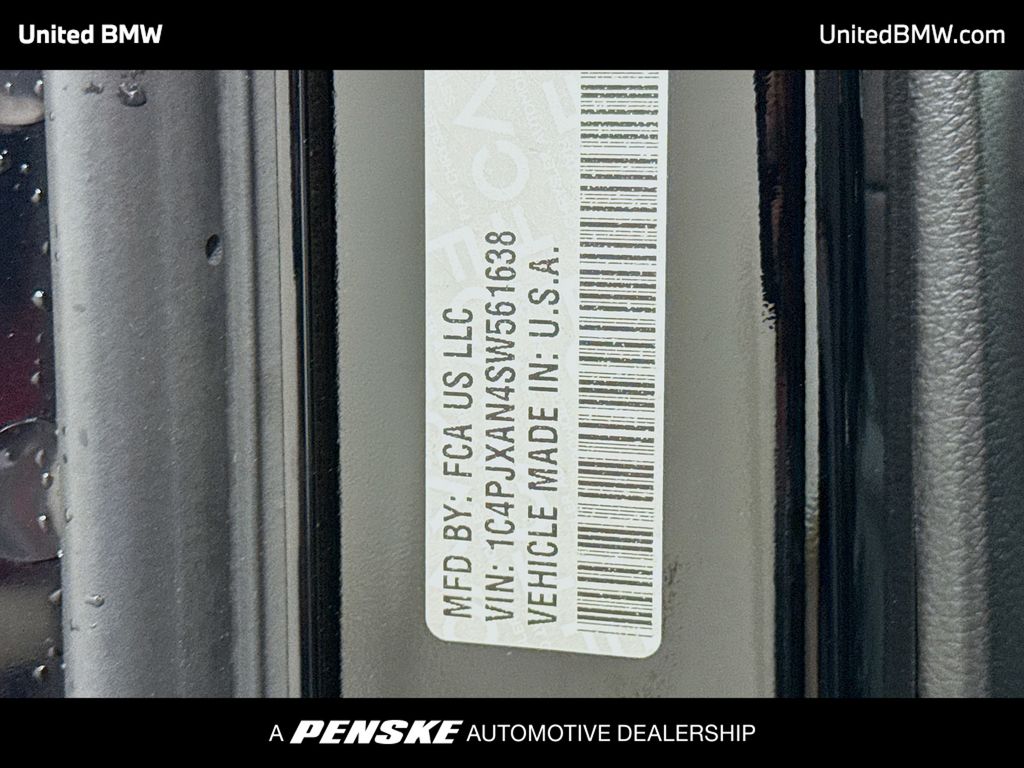 United BMW
UnitedBMW.com
MFD BY: FCA US LLC
VIN: 1C4PJXAN4SW561638
VEHICLE MADE IN: U.S.A.
A PENSKE AUTOMOTIVE DEALERSHIP